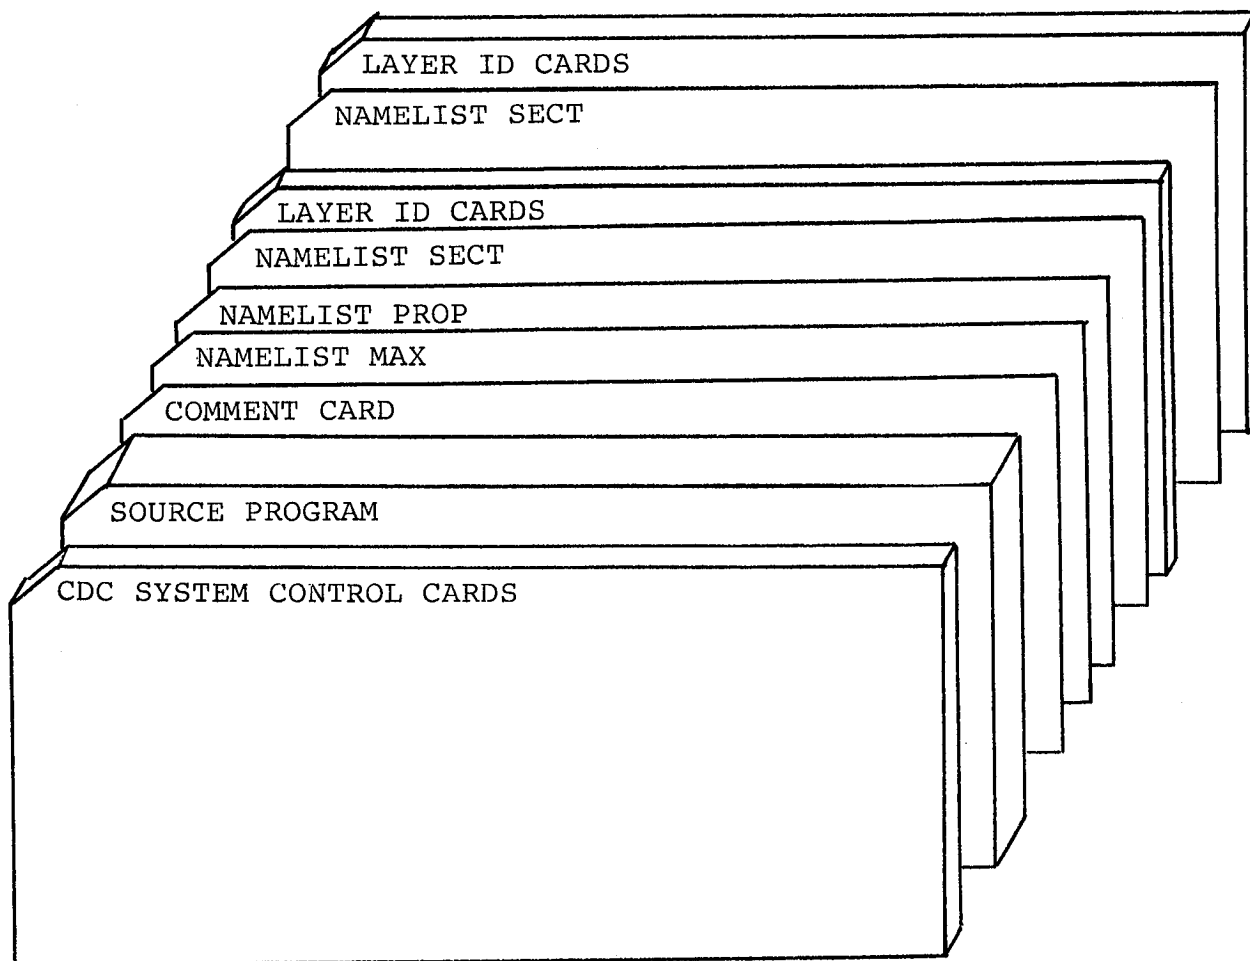 LAYER ID CARDS
NAMELIST SECT
LAYER ID CARDS
NAMELIST SECT
NAMELIST PROP
NAMELIST MAX
COMMENT CARD
SOURCE PROGRAM
CDC SYSTEM CONTROL CARDS